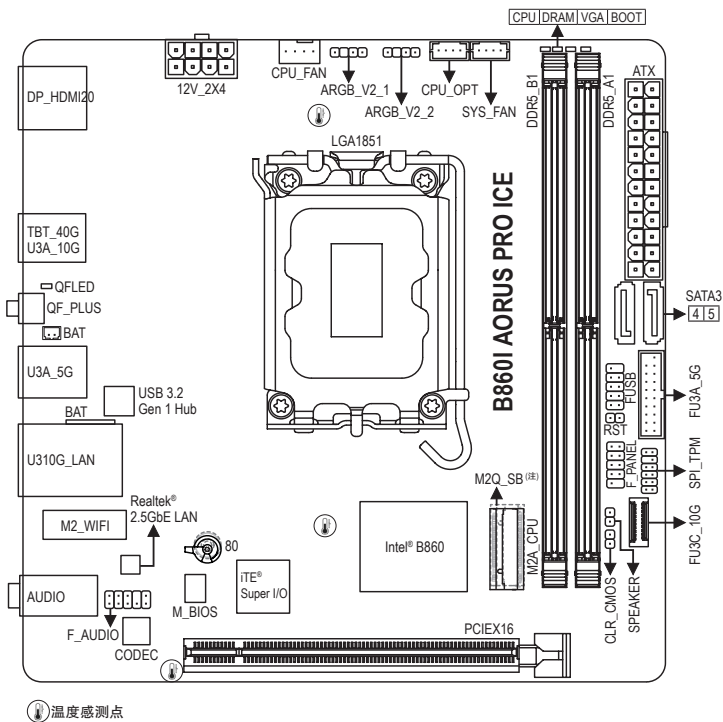 CPU DRAM VGA BOOT
CPU_FAN
12V_2X4
ARGB_V2_1
CPU_OPT
ARGB_V2_2
SYS_FAN
DDR5_B1
DDR5_A1
ATX
DP_HDMI20
LGA1851
TBT_40G
U3A_10G
B860I AORUS PRO ICE
QFLED
QF_PLUS
BAT
SATA3
4 5
U3A_5G
USB 3.2
Gen 1 Hub
BAT
FUSB
FU3A_5G
RST
U310G_LAN
F_PANEL
SPI_TPM
M2Q_SB (注)
Realtek®
2.5GbE LAN
M2_WIFI
80
Intel® B860
M2A_CPU
FU3C_10G
iTE®
Super I/O
AUDIO
M_BIOS
CLR_CMOS
SPEAKER
F_AUDIO
CODEC
PCIEX16
温度感测点